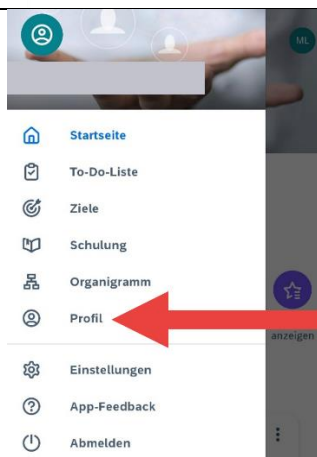 ML
Startseite
To-Do-Liste
Ziele
Schulung
Organigramm
Profil
anzeigen
Einstellungen
App-Feedback
Abmelden